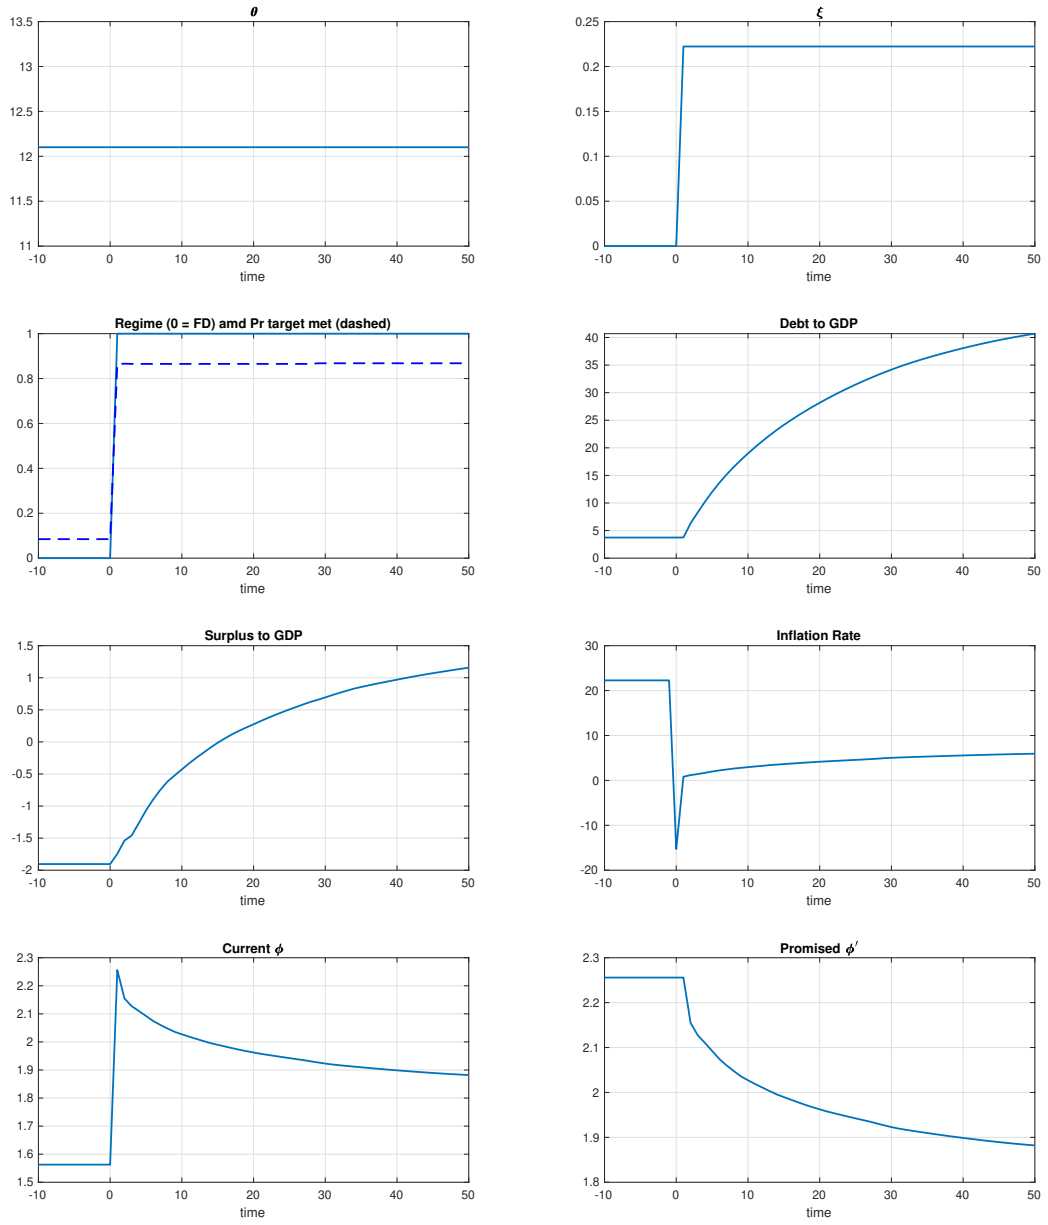 θ
13.5
13
12.5
12
11.5
11
-10 0 10 20 30 40 50
time
ξ
0.25
0.2
0.15
0.1
0.05
0
-10 0 10 20 30 40 50
time
Regime (0 = FD) amd Pr target met (dashed)
1
0.8
0.6
0.4
0.2
0
-10 0 10 20 30 40 50
time
Debt to GDP
40
35
30
25
20
15
10
5
0
-10 0 10 20 30 40 50
time
Surplus to GDP
1.5
1
0.5
0
-0.5
-1
-1.5
-2
-10 0 10 20 30 40 50
time
Inflation Rate
30
20
10
0
-10
-20
-10 0 10 20 30 40 50
time
Current ϕ
2.3
2.2
2.1
2
1.9
1.8
1.7
1.6
1.5
-10 0 10 20 30 40 50
time
Promised ϕ′
2.3
2.2
2.1
2
1.9
1.8
-10 0 10 20 30 40 50
time